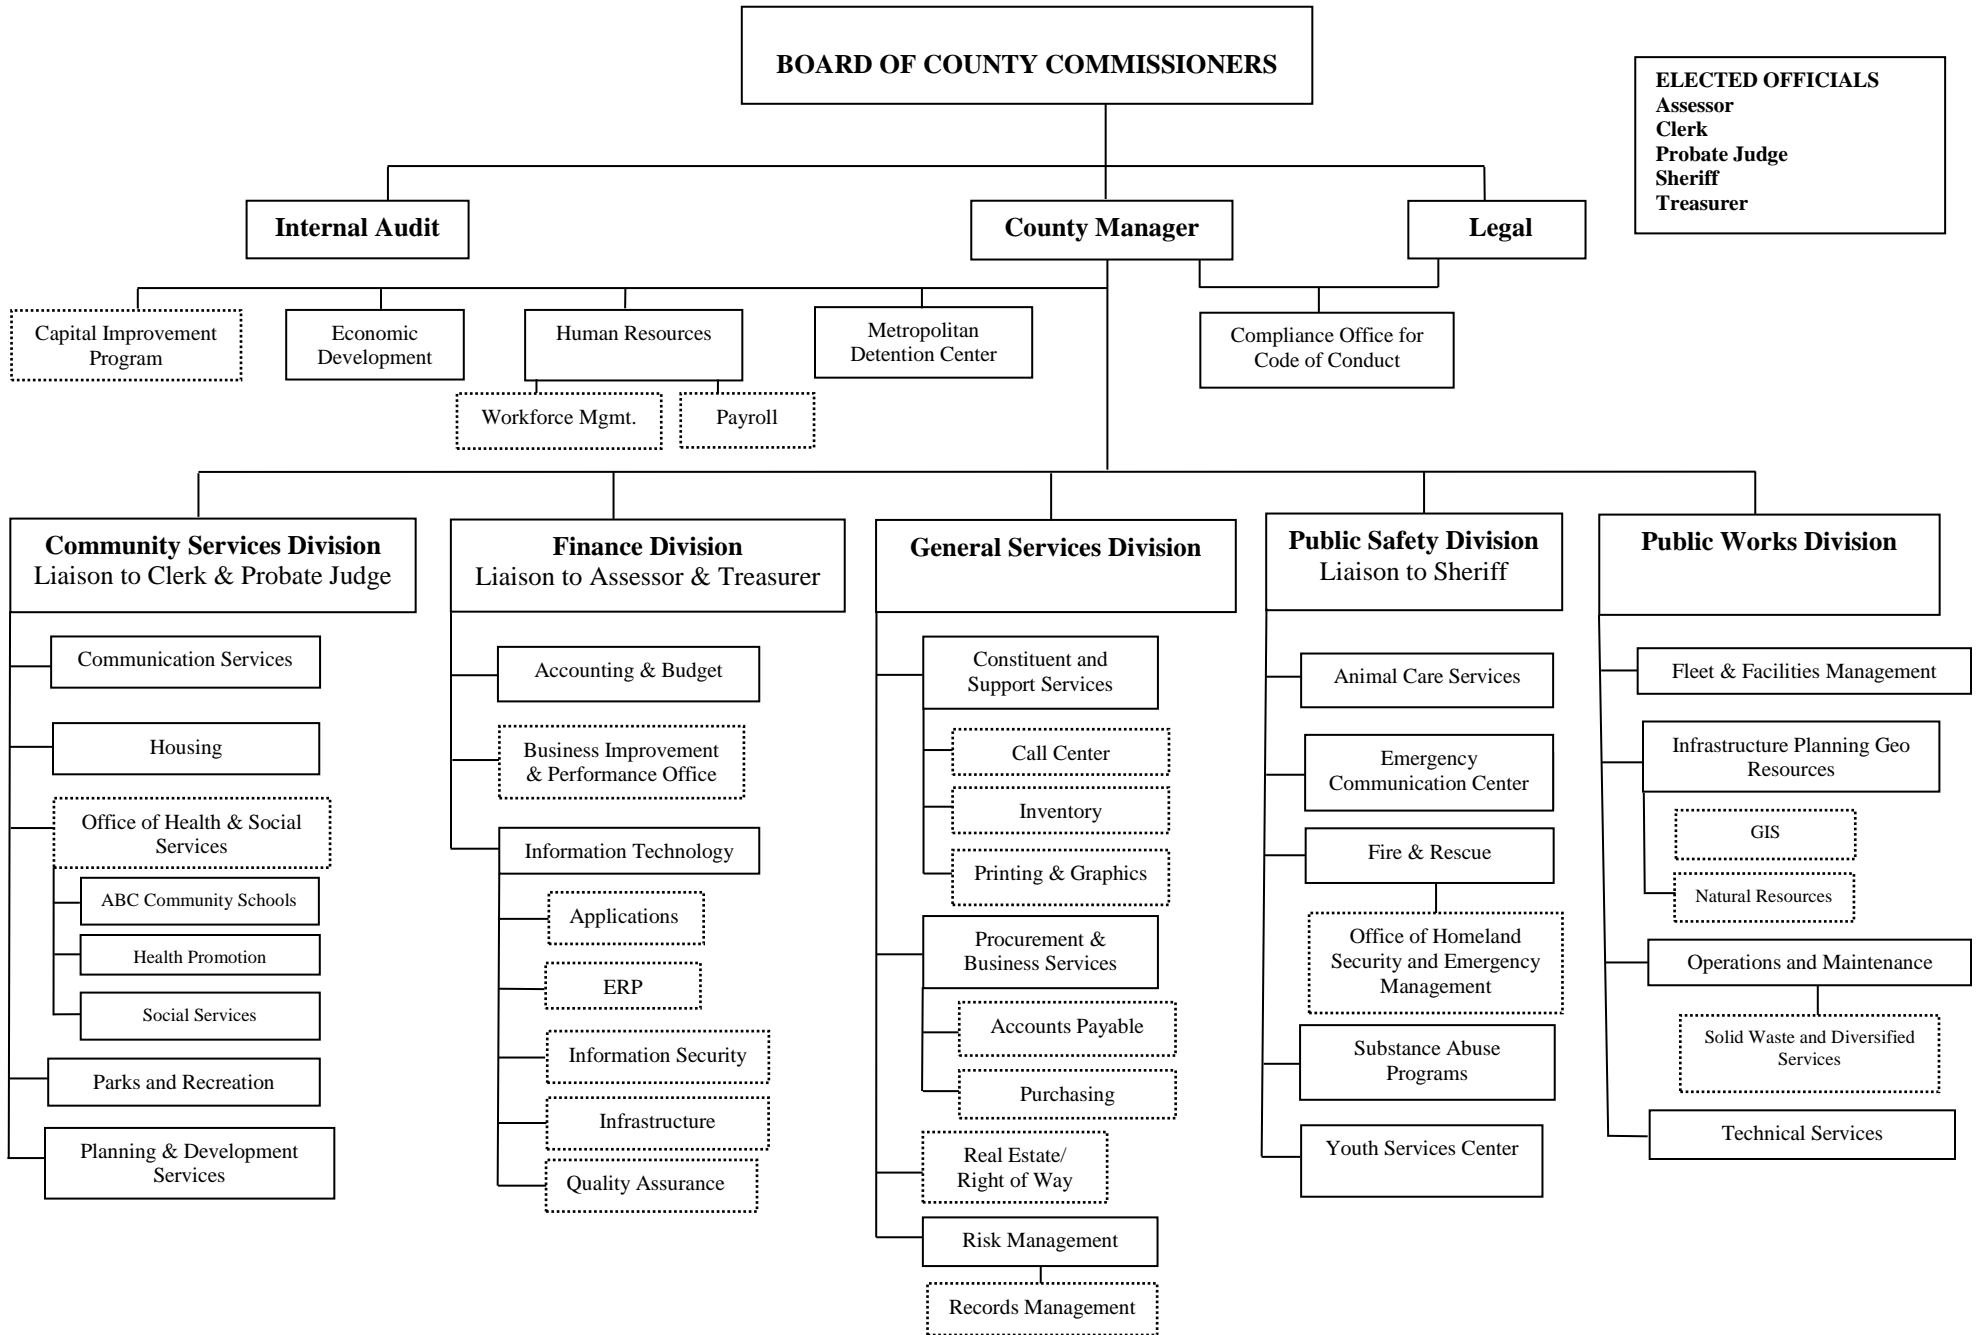 BOARD OF COUNTY COMMISSIONERS
ELECTED OFFICIALS
Assessor
Clerk
Probate Judge
Sheriff
Treasurer
Internal Audit
County Manager
Legal
Capital Improvement
Program
Economic
Development
Human Resources
Metropolitan
Detention Center
Compliance Office for
Code of Conduct
Workforce Mgmt.
Payroll
Community Services Division
Liaison to Clerk & Probate Judge
Communication Services
Housing
Office of Health & Social
Services
ABC Community Schools
Health Promotion
Social Services
Parks and Recreation
Planning & Development
Services
Finance Division
Liaison to Assessor & Treasurer
Accounting & Budget
Business Improvement
& Performance Office
Information Technology
Applications
ERP
Information Security
Infrastructure
Quality Assurance
General Services Division
Constituent and
Support Services
Call Center
Inventory
Printing & Graphics
Procurement &
Business Services
Accounts Payable
Purchasing
Real Estate/
Right of Way
Risk Management
Records Management
Public Safety Division
Liaison to Sheriff
Animal Care Services
Emergency
Communication Center
Fire & Rescue
Office of Homeland
Security and Emergency
Management
Substance Abuse
Programs
Youth Services Center
Public Works Division
Fleet & Facilities Management
Infrastructure Planning Geo
Resources
GIS
Natural Resources
Operations and Maintenance
Solid Waste and Diversified
Services
Technical Services